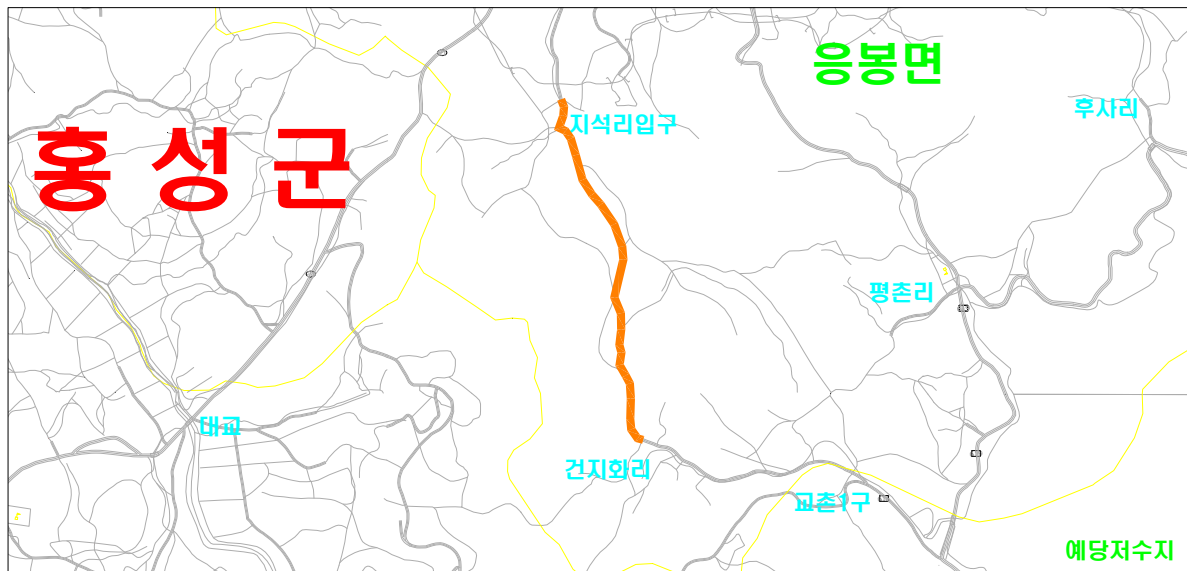 응봉면
후사리
지석리입구
홍 성 군
평촌리
대교
건지화리
교촌1구
예당저수지